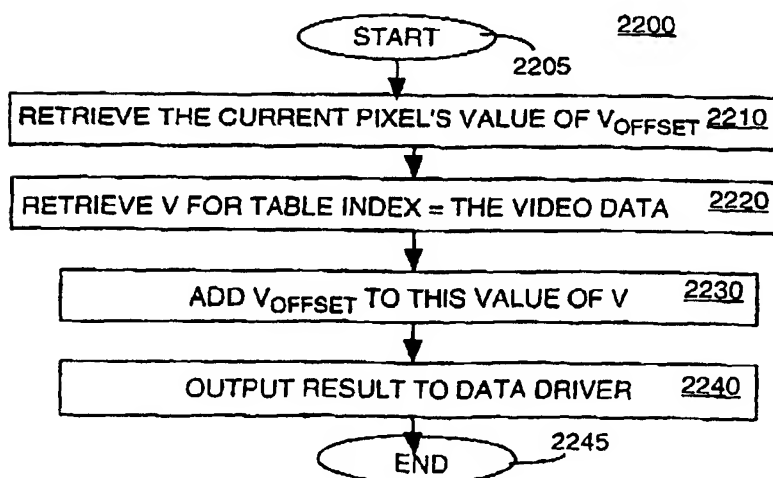 START
2200
2205
RETRIEVE THE CURRENT PIXEL'S VALUE OF VOFFSET 2210
RETRIEVE V FOR TABLE INDEX = THE VIDEO DATA 2220
ADD VOFFSET TO THIS VALUE OF V 2230
OUTPUT RESULT TO DATA DRIVER 2240
2245
END